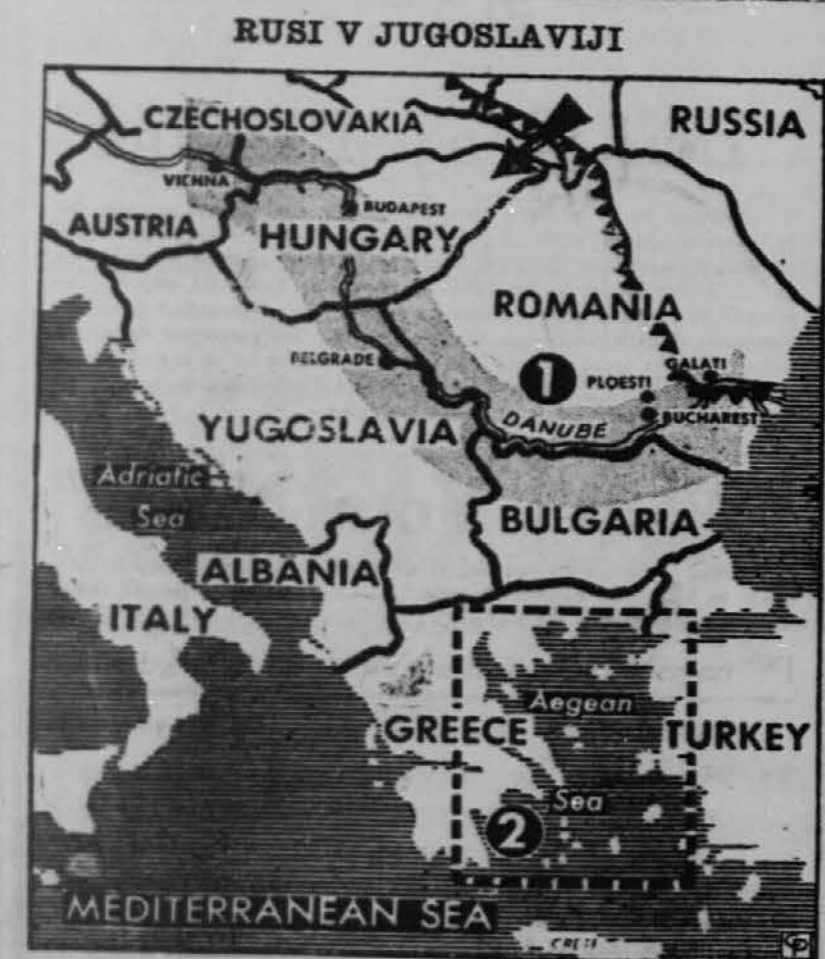 RUSI V JUGOSLAVIJI
CZECHOSLOVAKIA
RUSSIA
VIENNA
BUDAPEST
AUSTRIA
HUNGARY
ROMANIA
GALATI
BELGRADE
1
PLOESTI
DANUBE
BUCHAREST
YUGOSLAVIA
Adriatic
Sea
BULGARIA
ALBANIA
ITALY
Aegean
GREECE
TURKEY
Sea
2
MEDITERRANEAN SEA
CRETE
CP